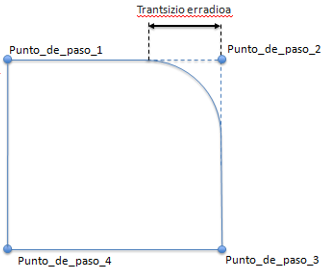 Trantsizio erradioa
Punto_de_paso_1
Punto_de_paso_2
Punto_de_paso_4
Punto_de_paso_3